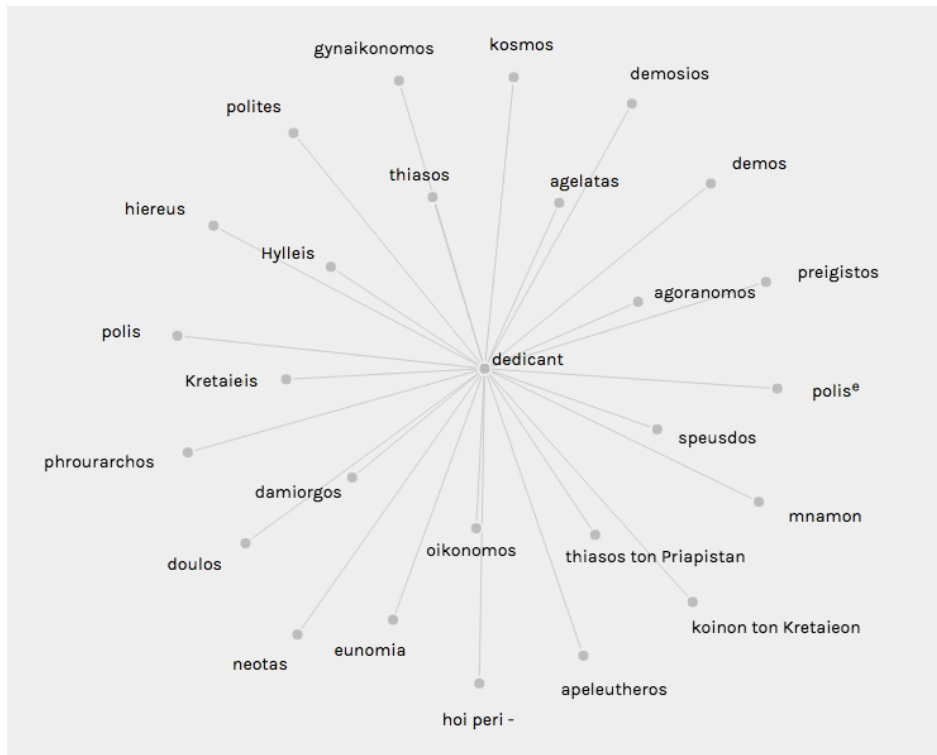 kosmos
gynaikonomos
demosios
polites
demos
thiasos
agelatas
hiereus
Hylleis
preigistos
agoranomos
polis
dedicant
Kretaieis
polisᵉ
speusdos
phrourarchos
damiorgos
mnamon
oikonomos
thiasos ton Priapistan
doulos
koinon ton Kretaieon
eunomia
neotas
apeleutheros
hoi peri -